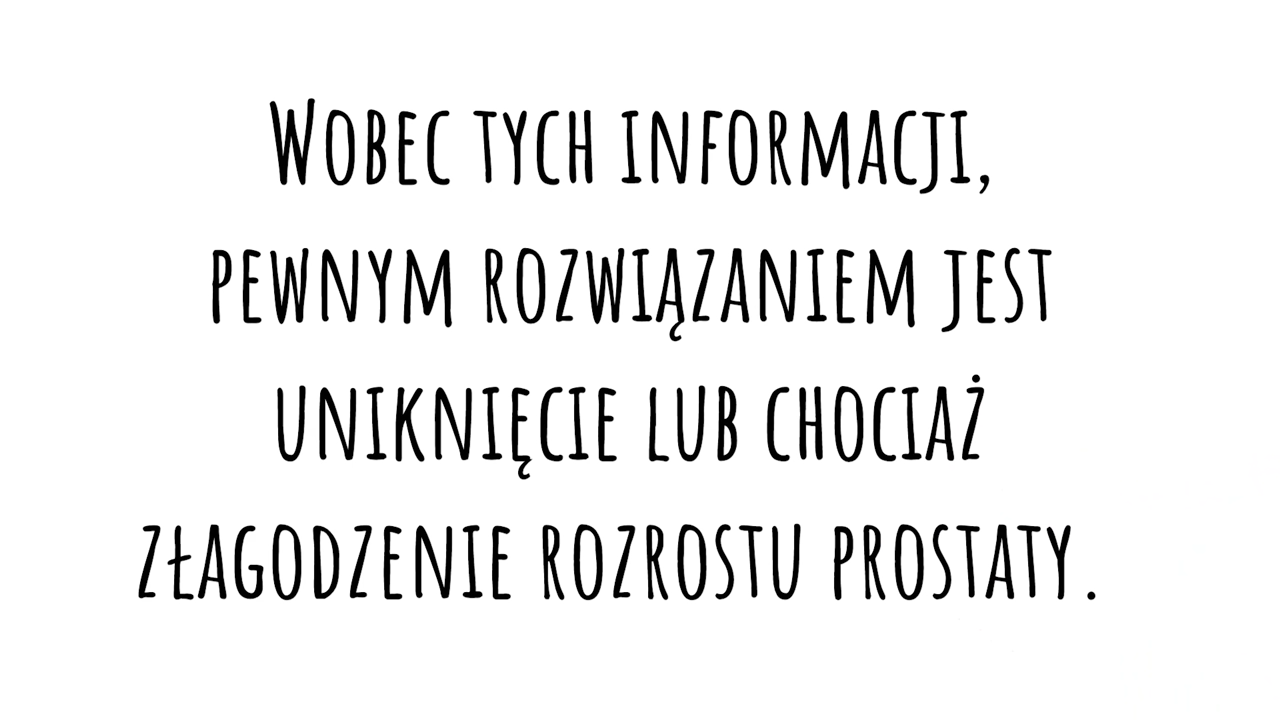 Wobec tych informacji,
pewnym rozwiązaniem jest
uniknięcie lub chociaż
złagodzenie rozrostu prostaty.